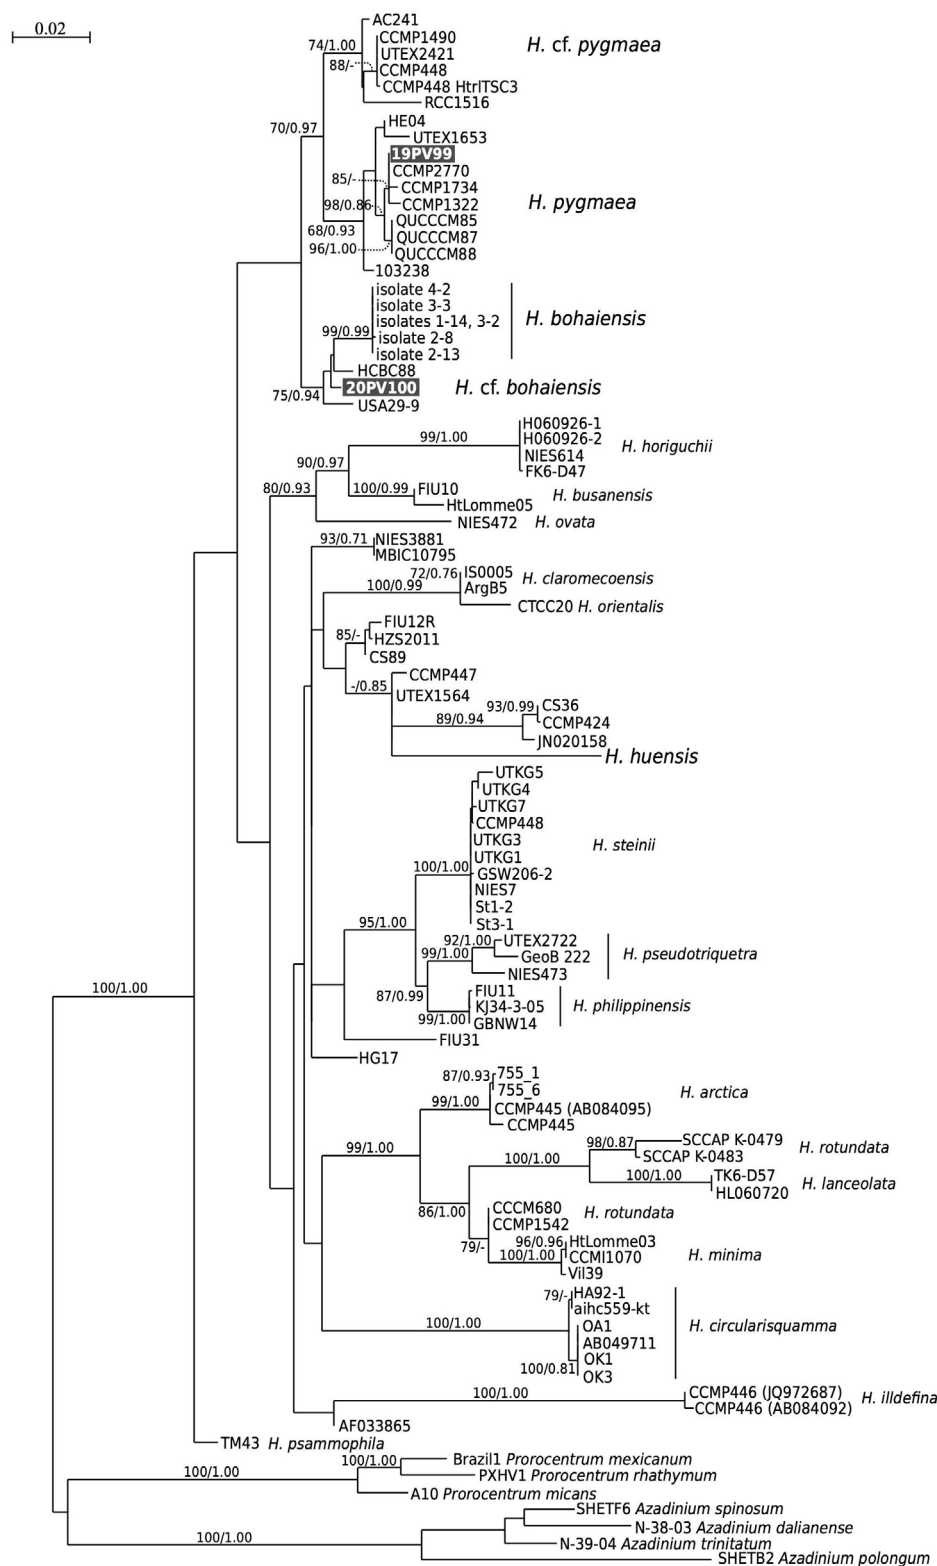 0.02
AC241
CCMP1490
74/1.00
H. cf. pygmaea
UTEX2421
88/-
CCMP448
CCMP448 HtrlTSC3
RCC1516
HE04
70/0.97
UTEX1653
19PV99
CCMP2770
85/-
CCMP1734
98/0.86
CCMP1322
H. pygmaea
QUCCCM85
68/0.93
QUCCCM87
96/1.00
QUCCCM88
103238
isolate 4-2
isolate 3-3
isolates 1-14, 3-2
H. bohaiensis
99/0.99
isolate 2-8
isolate 2-13
HCBC88
20PV100
H. cf. bohaiensis
75/0.94
USA29-9
H060926-1
99/1.00
H060926-2
H. horiguchii
NIES614
90/0.97
FK6-D47
80/0.93
100/0.99
FIU10
H. busanensis
HtLomme05
NIES472
H. ovata
93/0.71
NIES3881
MBIC10795
72/0.76
IS0005
H. claromecoensis
100/0.99
ArgB5
CTCC20 H. orientalis
FIU12R
85/-
HZS2011
CS89
CCMP447
-/0.85
UTEX1564
93/0.99
CS36
89/0.94
CCMP424
JN020158
H. huensis
UTKG5
UTKG4
UTKG7
CCMP448
UTKG3
H. steinii
UTKG1
100/1.00
GSW206-2
NIES7
St1-2
St3-1
95/1.00
92/1.00
UTEX2722
99/1.00
GeoB 222
H. pseudotriquetra
NIES473
87/0.99
FIU11
KJ34-3-05
H. philippinensis
99/1.00
GBNW14
FIU31
100/1.00
HG17
87/0.93
755_1
755_6
H. arctica
99/1.00
CCMP445 (AB084095)
CCMP445
99/1.00
98/0.87
SCCAP K-0479
H. rotundata
SCCAP K-0483
100/1.00
100/1.00
TK6-D57
H. lanceolata
HL060720
86/1.00
CCCM680
H. rotundata
CCMP1542
79/-
96/0.96
HtLomme03
100/1.00
CCMI1070
H. minima
Vil39
79/-
HA92-1
aihc559-kt
100/1.00
OA1
H. circularisquamma
AB049711
OK1
100/0.81
OK3
100/1.00
CCMP446 (JQ972687)
H. illdefina
CCMP446 (AB084092)
AF033865
TM43 H. psammophila
100/1.00
Brazil1 Prorocentrum mexicanum
100/1.00
PXHV1 Prorocentrum rhathymum
A10 Prorocentrum micans
SHETF6 Azadinium spinosum
N-38-03 Azadinium dalianense
100/1.00
N-39-04 Azadinium trinitatum
SHETB2 Azadinium polongum